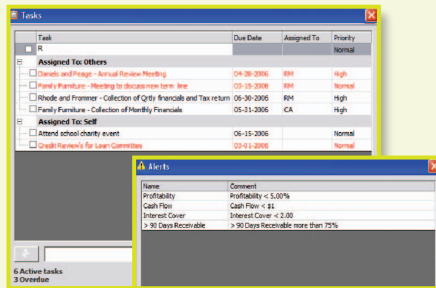 Tasks
Task Due Date Assigned To Priority
R Normal
Assigned To: Others
Daniels and Peage - Annual Review Meeting 04-28-2006 RM High
Family Furniture - Meeting to discuss new term line 03-15-2006 RM Normal
Rhode and Frommer - Collection of Qrtly financials and Tax return 06-30-2006 RM High
Family Furniture - Collection of Monthly Financials 05-31-2006 CA High
Assigned To: Self
Attend school charity event 06-15-2006 Normal
Credit Review's for Loan Committee 03-01-2006 Normal
6 Active tasks
3 Overdue
Alerts
Name Comment
Profitability Profitability < 5.00%
Cash Flow Cash Flow < $1
Interest Cover Interest Cover < 2.00
> 90 Days Receivable > 90 Days Receivable more than 75%